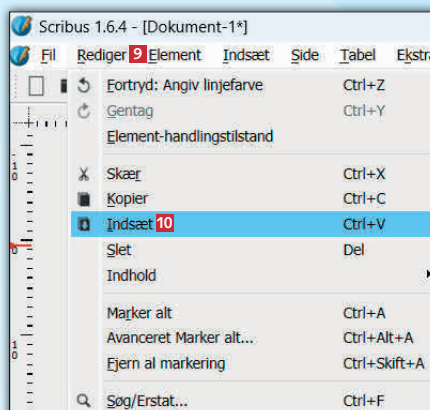 Scribus 1.6.4 - [Dokument-1*]
Fil Rediger 9 Element Indsæt Side Tabel Ekstr
Fortryd: Angiv linjefarve Ctrl+Z
Gentag Ctrl+Y
Element-handlingstilstand
Skær Ctrl+X
Kopier Ctrl+C
Indsæt 10 Ctrl+V
Slet Del
Indhold
Marker alt Ctrl+A
Avanceret Marker alt... Ctrl+Alt+A
Fjern al markering Ctrl+Skift+A
Søg/Erstat... Ctrl+F